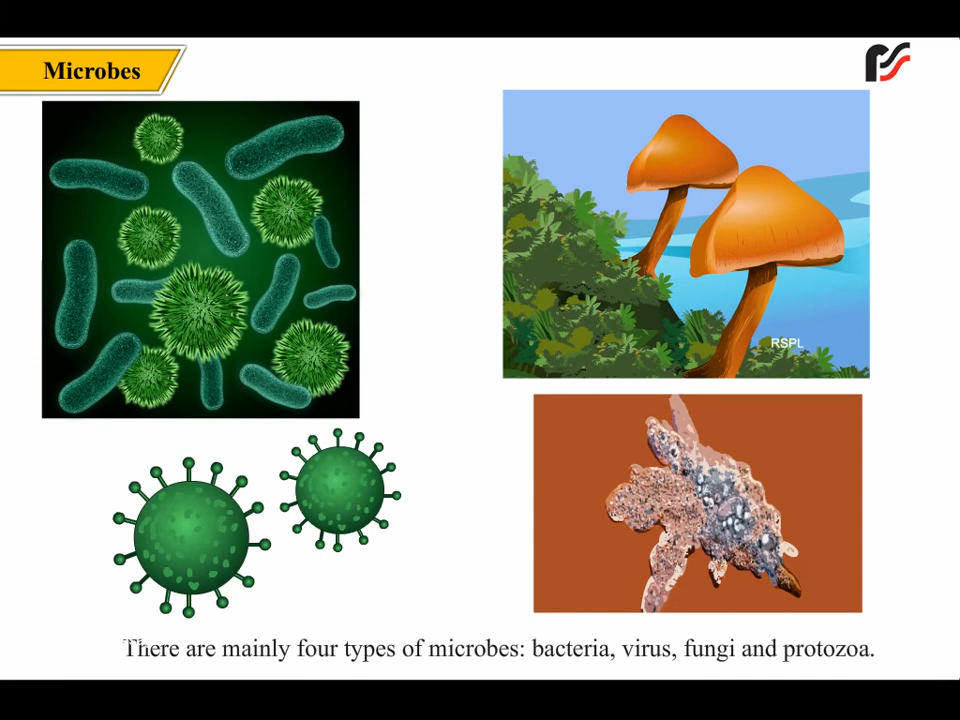 Microbes
RSPL
There are mainly four types of microbes: bacteria, virus, fungi and protozoa.